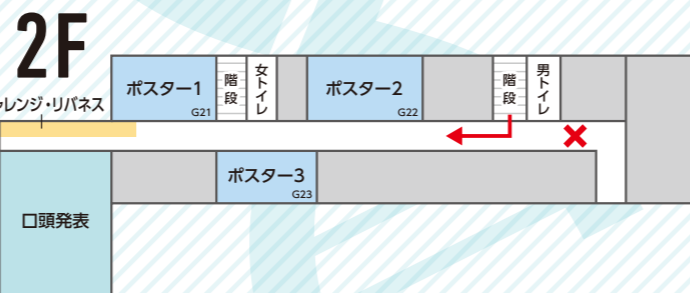 2F
レンジ・リバネス
ポスター1
G21
階段
女トイレ
ポスター2
G22
階段
男トイレ
ポスター3
G23
口頭発表